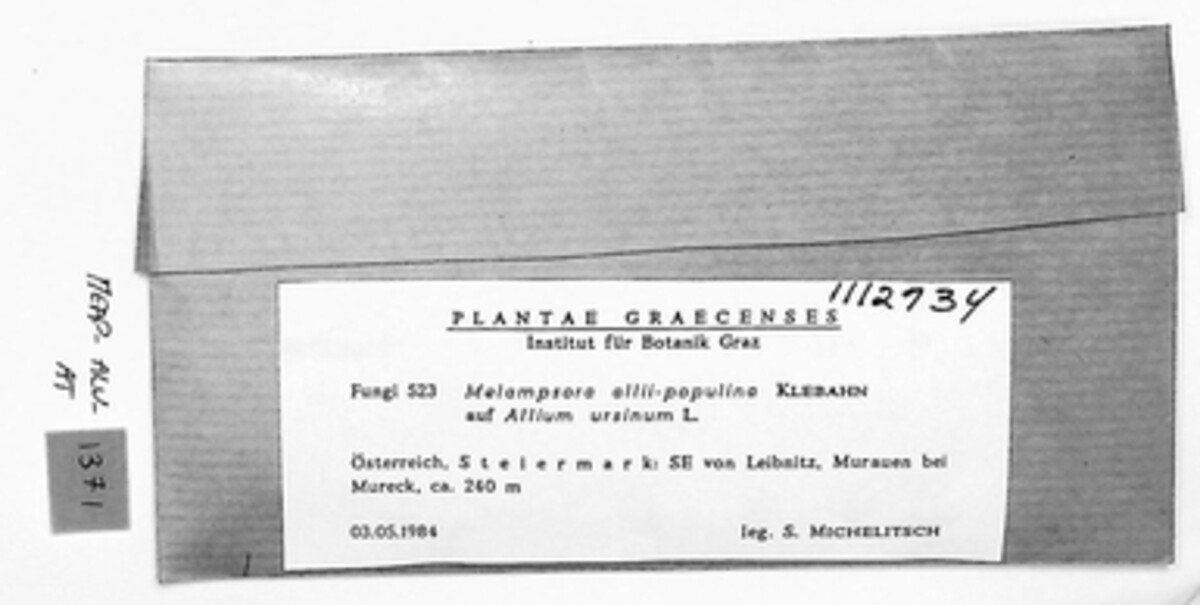 1112734
PLANTAE GRAECENSES
Institut für Botanik Graz
Fungi 523 Melampsora allii-populina KLEBAHN
auf Allium ursinum L.
Österreich, Steiermark: SE von Leibnitz, Murauen bei
Mureck, ca. 240 m
03.05.1984 leg. S. MICHELITSCH
AT
1371